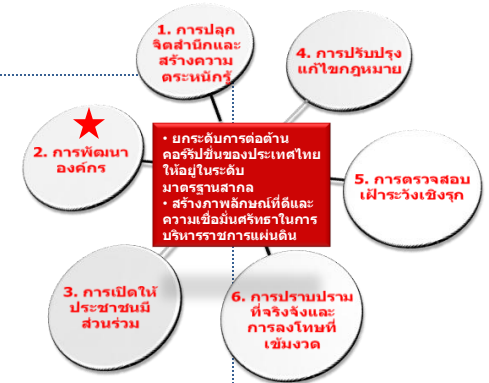 1. การปลุก
จิตสำนึกและ
สร้างความ
ตระหนักรู้
4. การปรับปรุง
แก้ไขกฎหมาย
2. การพัฒนา
องค์กร
• ยกระดับการต่อต้าน
คอร์รัปชั่นของประเทศไทย
ให้อยู่ในระดับ
มาตรฐานสากล
• สร้างภาพลักษณ์ที่ดีและ
ความเชื่อมั่นศรัทธาในการ
บริหารราชการแผ่นดิน
5. การตรวจสอบ
เฝ้าระวังเชิงรุก
3. การเปิดให้
ประชาชนมี
ส่วนร่วม
6. การปราบปราม
ที่จริงจังและ
การลงโทษที่
เข้มงวด